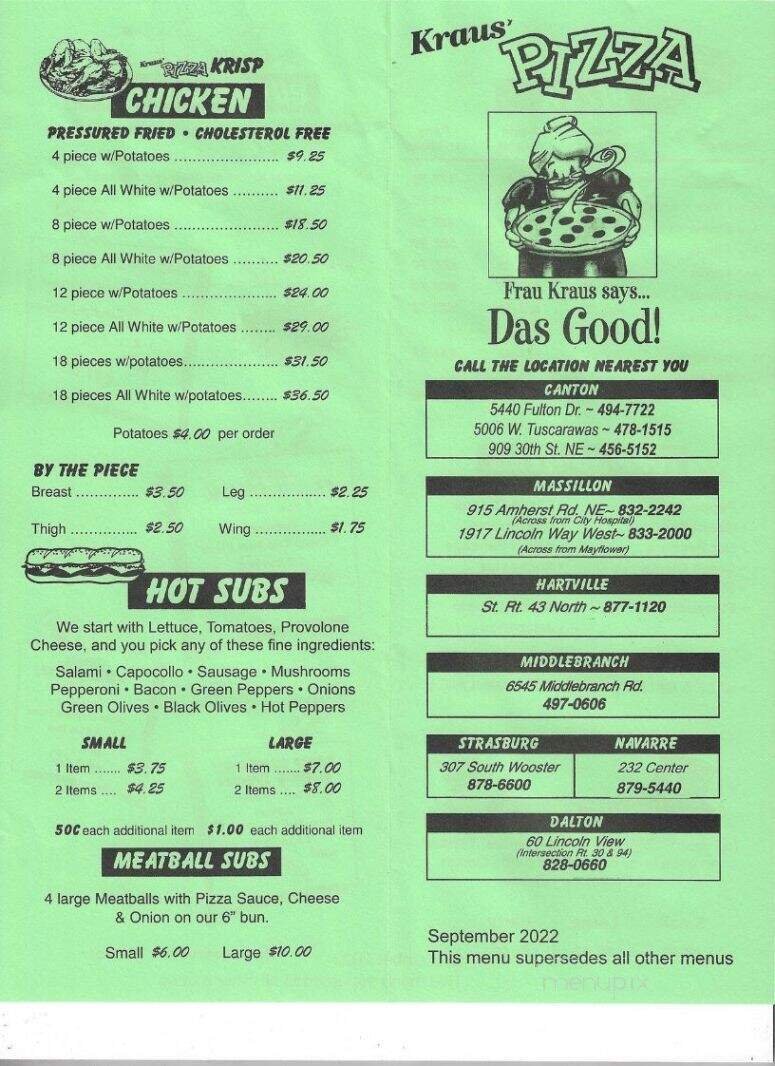 Kraus' PIZZA KRISP
CHICKEN
PRESSURED FRIED • CHOLESTEROL FREE
4 piece w/Potatoes ...................... $9.25
4 piece All White w/Potatoes .......... $11.25
8 piece w/Potatoes ...................... $18.50
8 piece All White w/Potatoes .......... $20.50
12 piece w/Potatoes .................... $24.00
12 piece All White w/Potatoes ........ $29.00
18 pieces w/potatoes.................... $31.50
18 pieces All White w/potatoes........ $36.50
Potatoes $4.00 per order
BY THE PIECE
Breast .............. $3.50 Leg ................. $2.25
Thigh ............... $2.50 Wing ................ $1.75
HOT SUBS
We start with Lettuce, Tomatoes, Provolone
Cheese, and you pick any of these fine ingredients:
Salami • Capocollo • Sausage • Mushrooms
Pepperoni • Bacon • Green Peppers • Onions
Green Olives • Black Olives • Hot Peppers
SMALL LARGE
1 Item ....... $3.75 1 Item ....... $7.00
2 Items .... $4.25 2 Items .... $8.00
50¢ each additional item $1.00 each additional item
MEATBALL SUBS
4 large Meatballs with Pizza Sauce, Cheese
& Onion on our 6" bun.
Small $6.00 Large $10.00
Kraus' PIZZA
Frau Kraus says...
Das Good!
CALL THE LOCATION NEAREST YOU
CANTON
5440 Fulton Dr. ~ 494-7722
5006 W. Tuscarawas ~ 478-1515
909 30th St. NE ~ 456-5152
MASSILLON
915 Amherst Rd. NE~ 832-2242
(Across from City Hospital)
1917 Lincoln Way West~ 833-2000
(Across from Mayflower)
HARTVILLE
St. Rt. 43 North ~ 877-1120
MIDDLEBRANCH
6545 Middlebranch Rd.
497-0606
STRASBURG NAVARRE
307 South Wooster 232 Center
878-6600 879-5440
DALTON
60 Lincoln View
(Intersection Rt. 30 & 94)
828-0660
September 2022
This menu supersedes all other menus
menupix